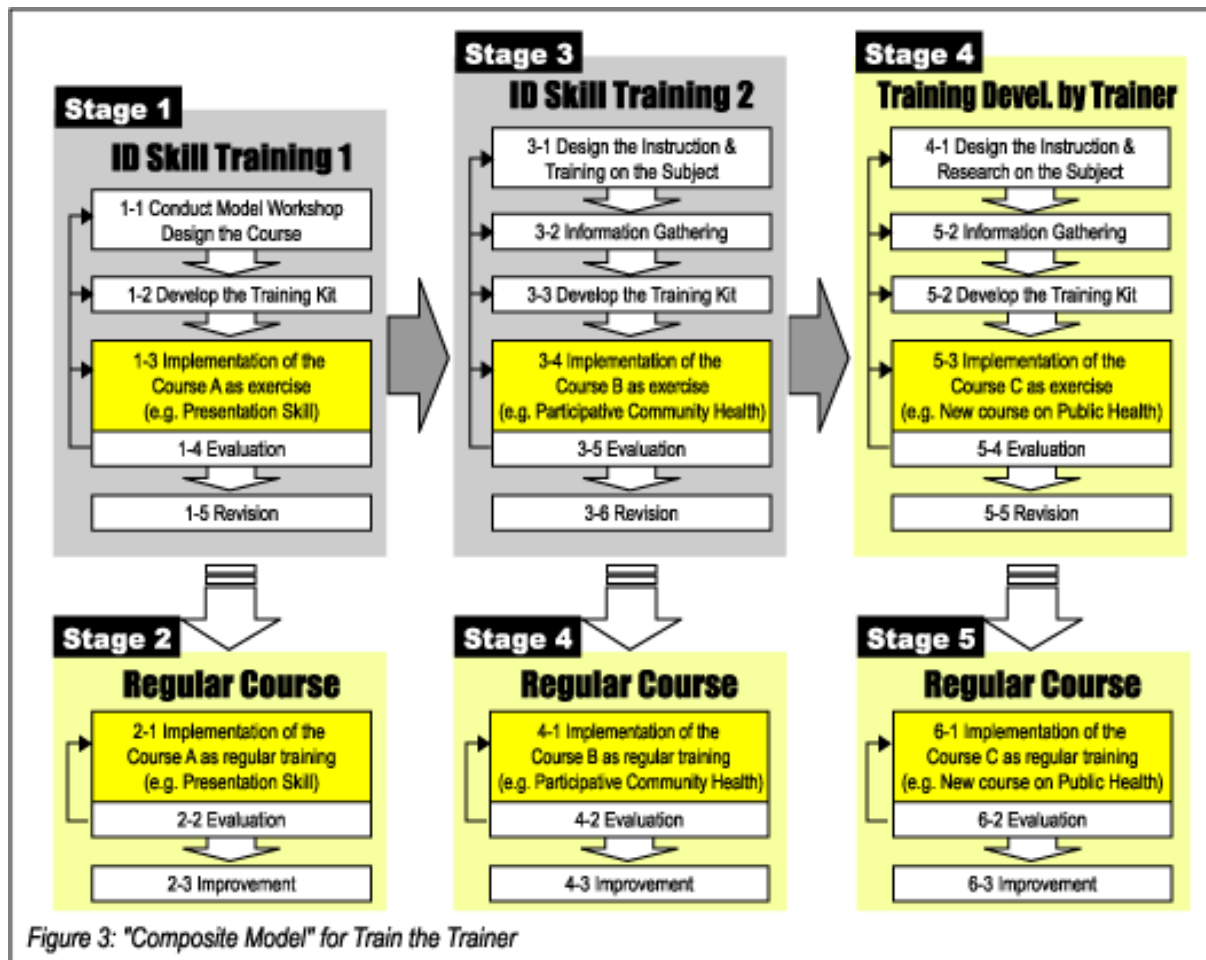 Stage 1
ID Skill Training 1
1-1 Conduct Model Workshop
Design the Course
1-2 Develop the Training Kit
1-3 Implementation of the
Course A as exercise
(e.g. Presentation Skill)
1-4 Evaluation
1-5 Revision
Stage 2
Regular Course
2-1 Implementation of the
Course A as regular training
(e.g. Presentation Skill)
2-2 Evaluation
2-3 Improvement
Stage 3
ID Skill Training 2
3-1 Design the Instruction &
Training on the Subject
3-2 Information Gathering
3-3 Develop the Training Kit
3-4 Implementation of the
Course B as exercise
(e.g. Participative Community Health)
3-5 Evaluation
3-6 Revision
Stage 4
Regular Course
4-1 Implementation of the
Course B as regular training
(e.g. Participative Community Health)
4-2 Evaluation
4-3 Improvement
Stage 4
Training Devel. by Trainer
4-1 Design the Instruction &
Research on the Subject
5-2 Information Gathering
5-2 Develop the Training Kit
5-3 Implementation of the
Course C as exercise
(e.g. New course on Public Health)
5-4 Evaluation
5-5 Revision
Stage 5
Regular Course
6-1 Implementation of the
Course C as regular training
(e.g. New course on Public Health)
6-2 Evaluation
6-3 Improvement
Figure 3: "Composite Model" for Train the Trainer